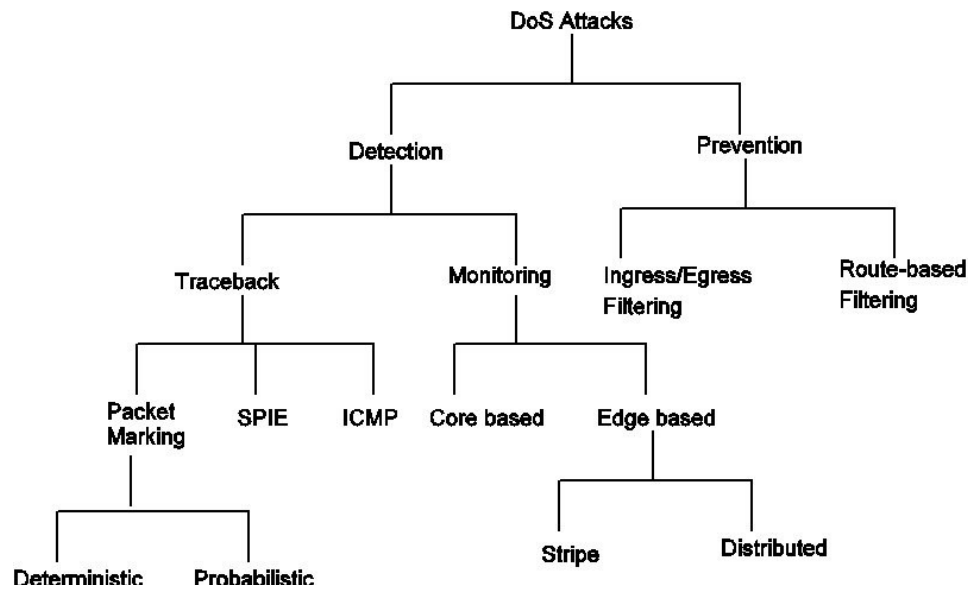 DoS Attacks
Detection
Prevention
Traceback
Monitoring
Ingress/Egress
Filtering
Route-based
Filtering
Packet
Marking
SPIE
ICMP
Core based
Edge based
Stripe
Distributed
Deterministic
Probabilistic